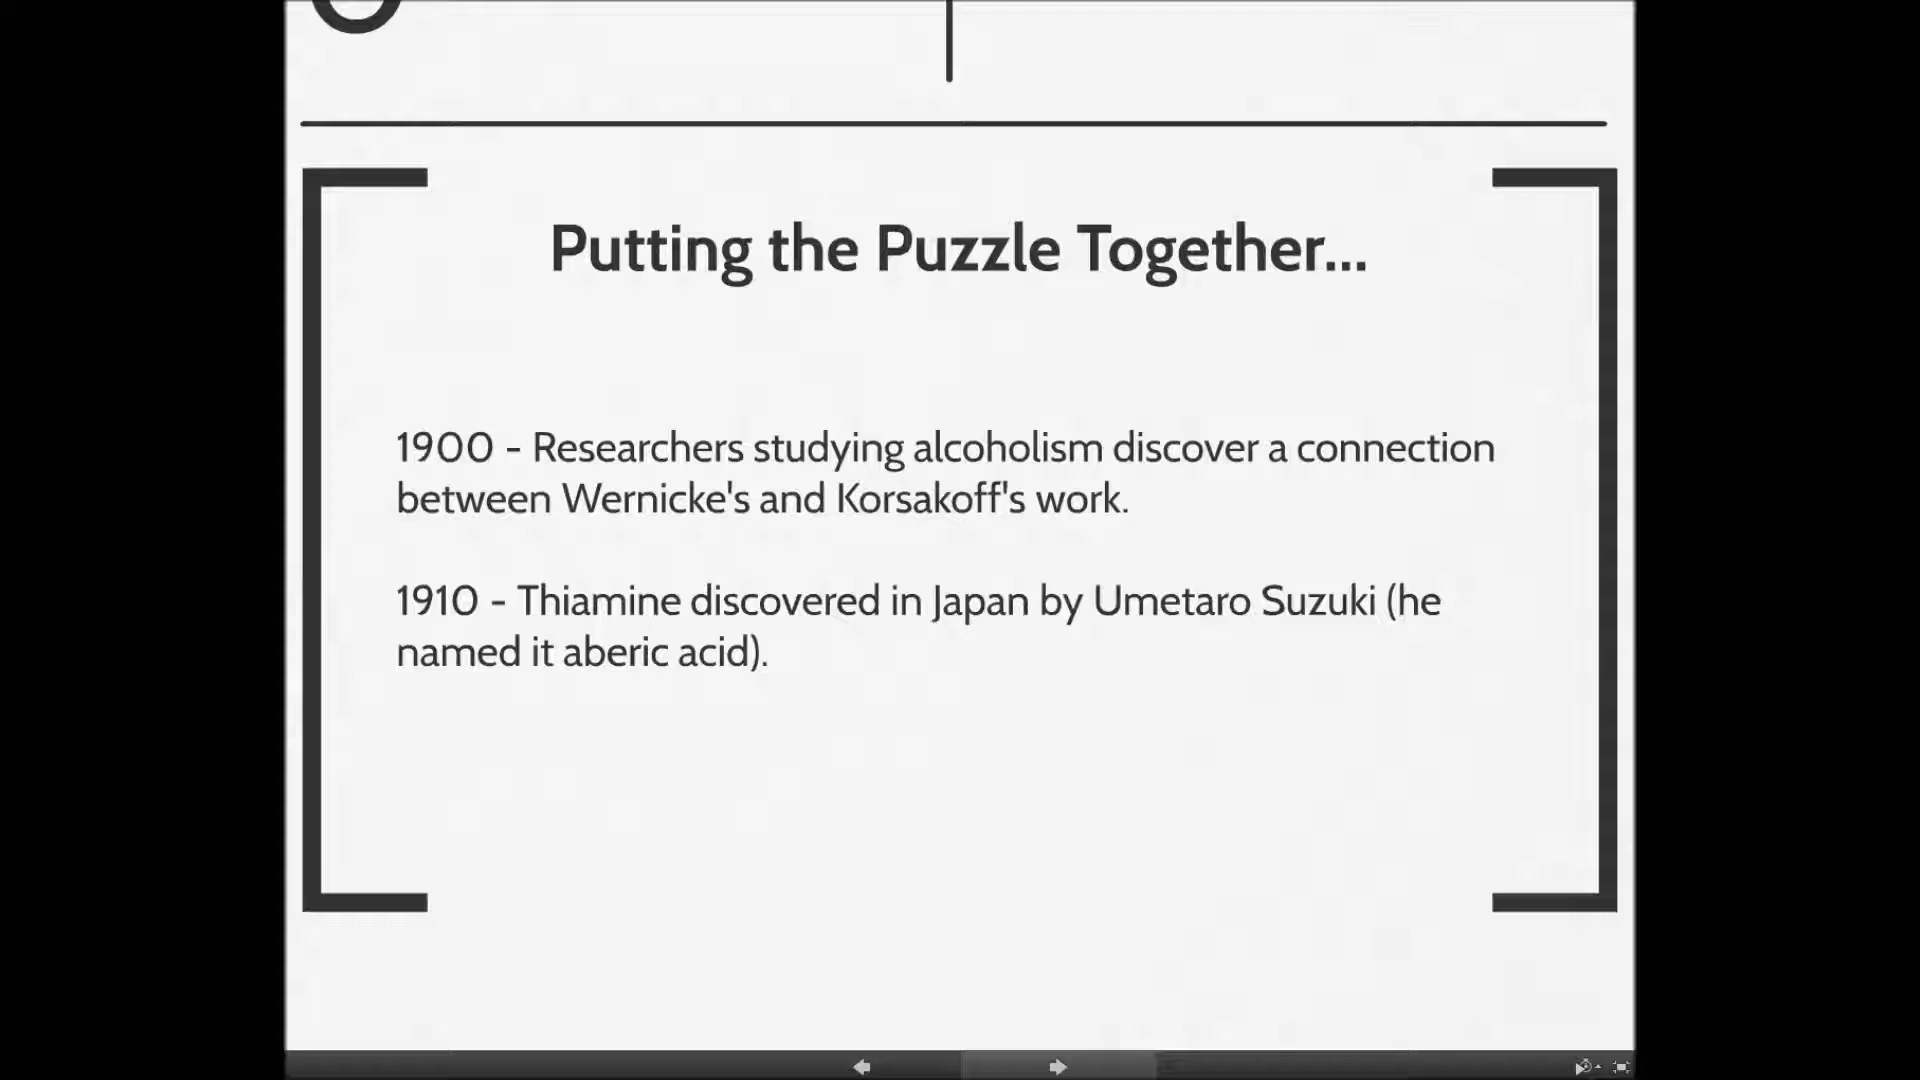 Putting the Puzzle Together...
1900 - Researchers studying alcoholism discover a connection
between Wernicke's and Korsakoff's work.
1910 - Thiamine discovered in Japan by Umetaro Suzuki (he
named it aberic acid).